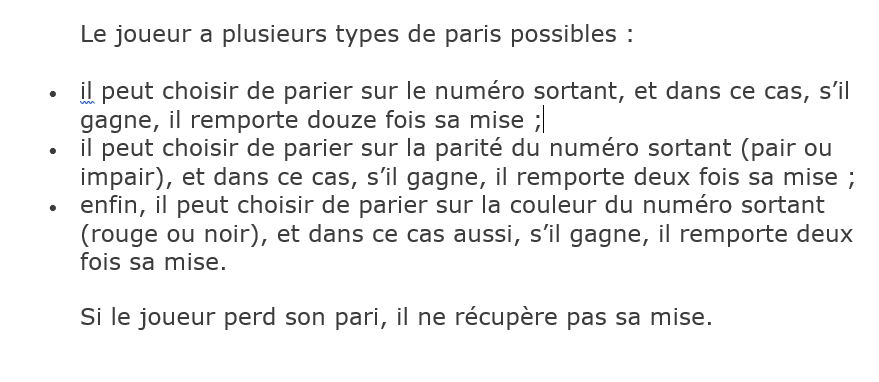 Le joueur a plusieurs types de paris possibles :
• il peut choisir de parier sur le numéro sortant, et dans ce cas, s’il
gagne, il remporte douze fois sa mise ;
• il peut choisir de parier sur la parité du numéro sortant (pair ou
impair), et dans ce cas, s’il gagne, il remporte deux fois sa mise ;
• enfin, il peut choisir de parier sur la couleur du numéro sortant
(rouge ou noir), et dans ce cas aussi, s’il gagne, il remporte deux
fois sa mise.
Si le joueur perd son pari, il ne récupère pas sa mise.